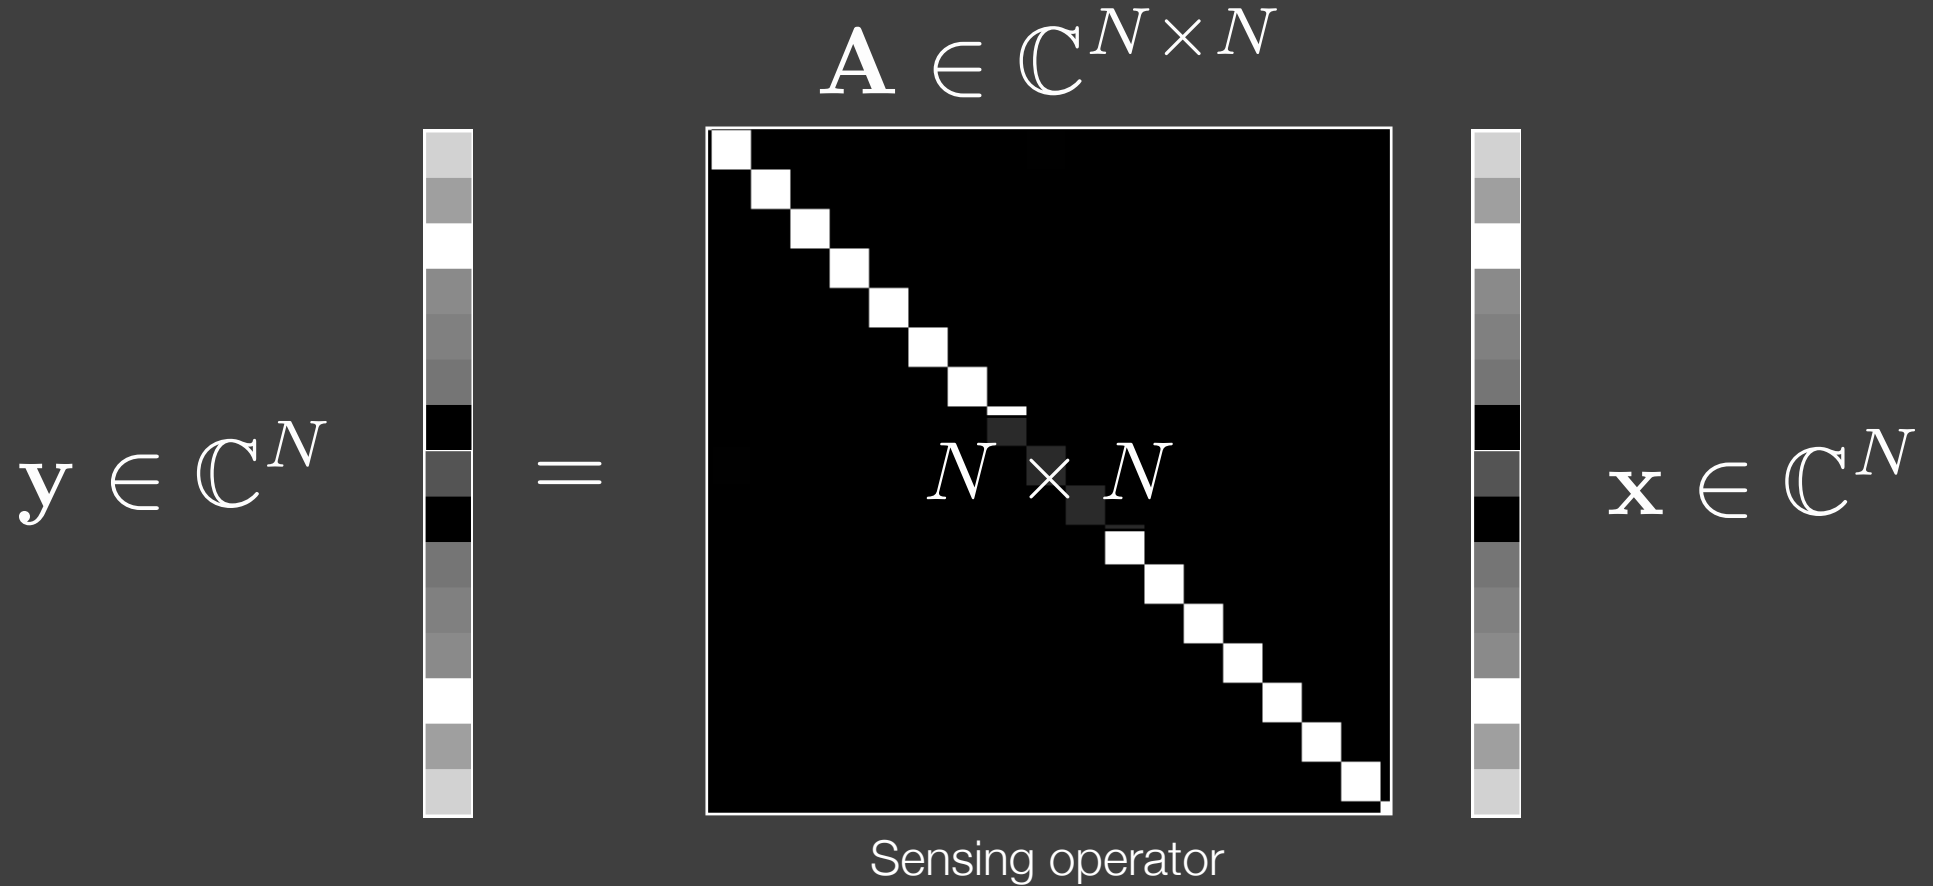 𝐀 ∈ ℂ^{N×N}
𝐲 ∈ ℂ^N
=
N × N
𝐱 ∈ ℂ^N
Sensing operator